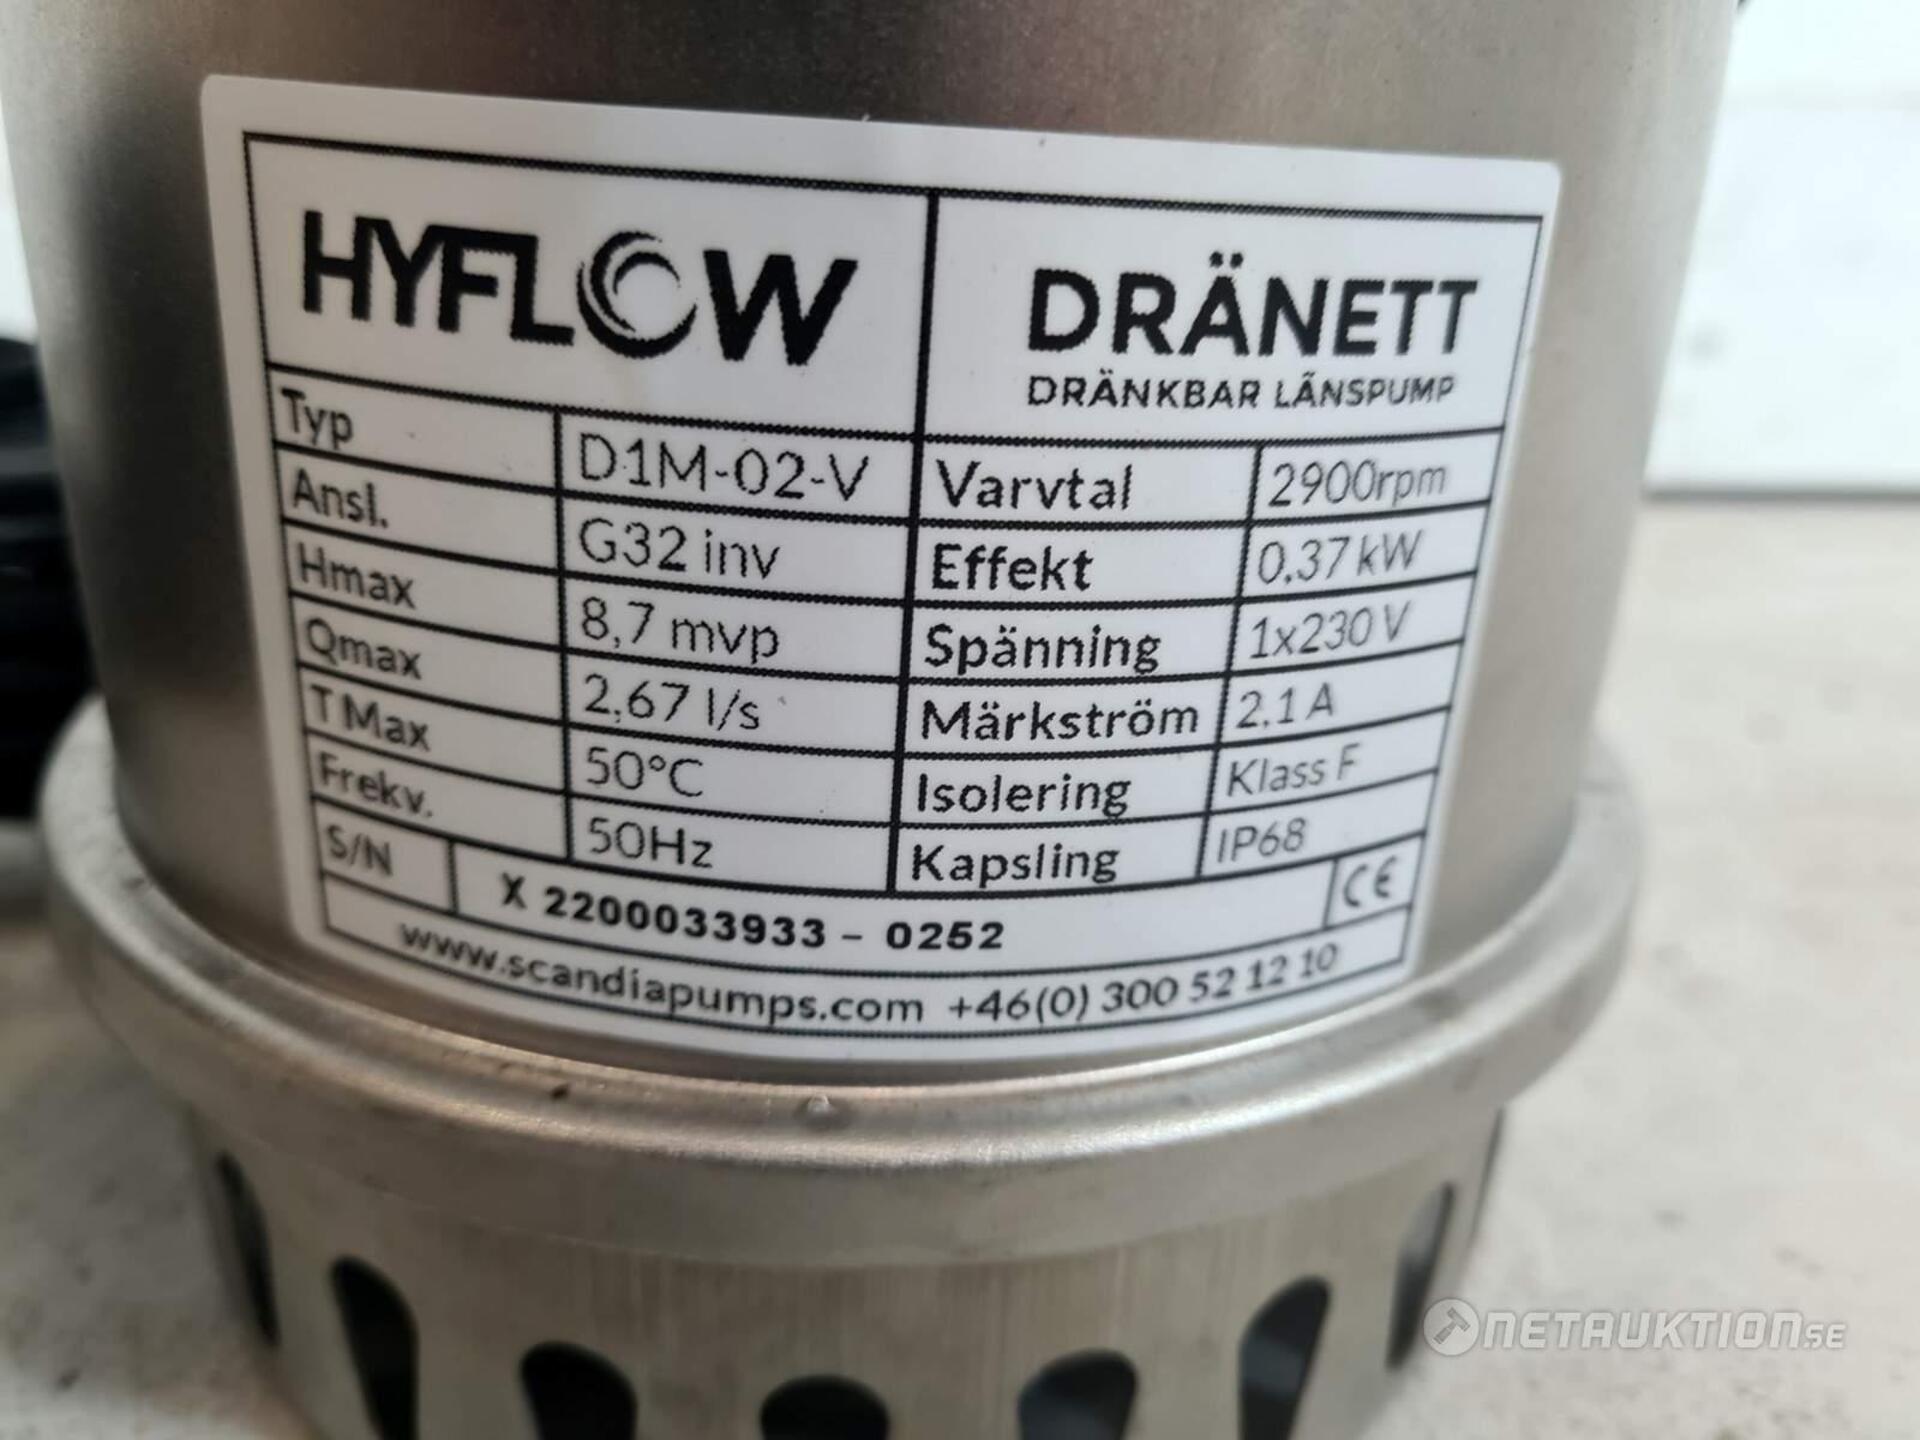 HYFLOW
DRÄNETT
DRÄNKBAR LÄNSPUMP
Typ D1M-02-V
Ansl. G32 inv
Hmax 8,7 mvp
Qmax 2,67 l/s
T Max 50°C
Frekv. 50Hz
Varvtal 2900rpm
Effekt 0,37 kW
Spänning 1x230 V
Märkström 2,1 A
Isolering Klass F
Kapsling IP68
S/N X 2200033933 - 0252 CE
www.scandiapumps.com +46(0) 300 52 12 10
NETAUKTION.SE